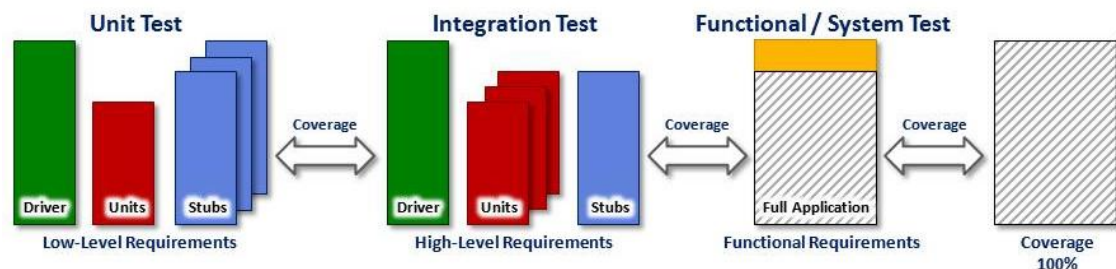 Unit Test
Integration Test
Functional / System Test
Driver
Units
Stubs
Coverage
Driver
Units
Stubs
Coverage
Full Application
Coverage
Low-Level Requirements
High-Level Requirements
Functional Requirements
Coverage
100%